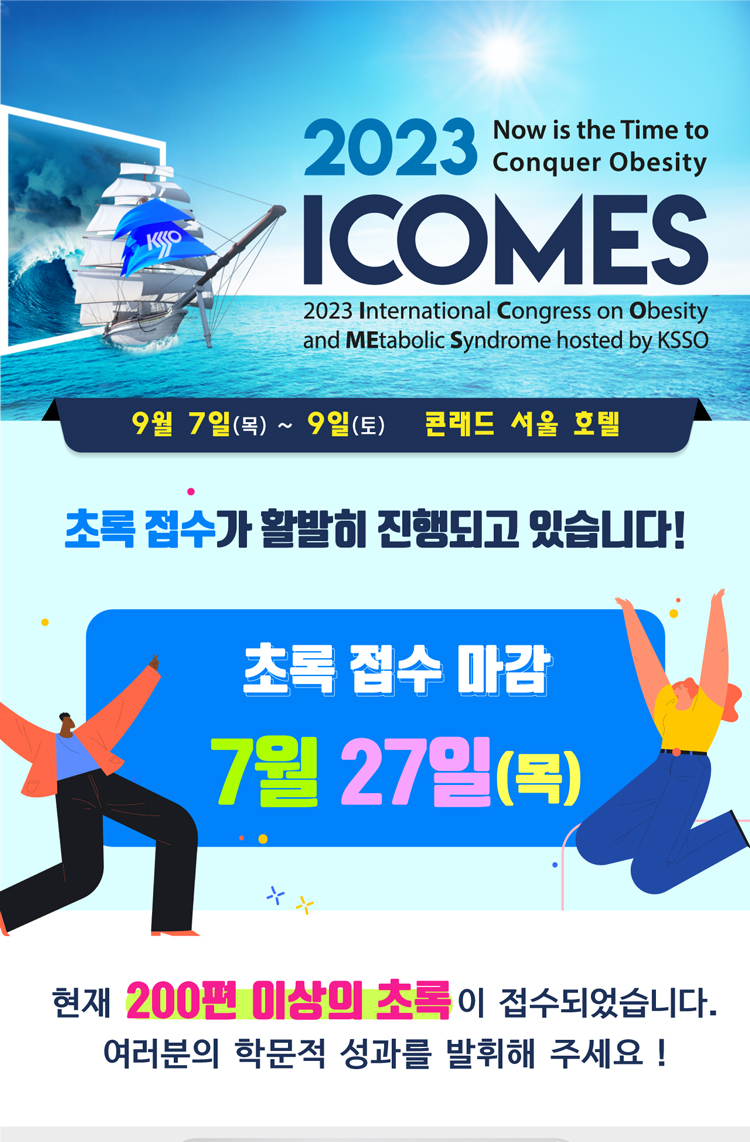 2023 Now is the Time to
Conquer Obesity
ICOMES
KSSO
2023 International Congress on Obesity
and MEtabolic Syndrome hosted by KSSO
9월 7일(목) ~ 9일(토) 콘래드 서울 호텔
초록 접수가 활발히 진행되고 있습니다!
초록 접수 마감
7월 27일(목)
현재 200편 이상의 초록이 접수되었습니다.
여러분의 학문적 성과를 발휘해 주세요 !